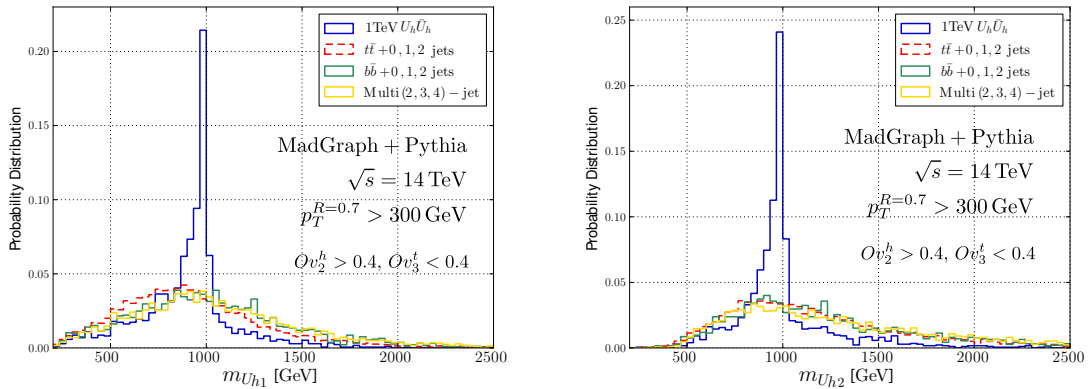 1TeV U_h Ū_h
tt̄ +0, 1, 2 jets
bb̄ +0, 1, 2 jets
Multi (2, 3, 4) − jet
MadGraph + Pythia
√s = 14 TeV
p_T^{R=0.7} > 300 GeV
Ov_2^h > 0.4, Ov_3^t < 0.4
Probability Distribution
0.20
0.15
0.10
0.05
0.00
500 1000 1500 2000 2500
m_{Uh1} [GeV]
1TeV U_h Ū_h
tt̄ +0, 1, 2 jets
bb̄ +0, 1, 2 jets
Multi (2, 3, 4) − jet
MadGraph + Pythia
√s = 14 TeV
p_T^{R=0.7} > 300 GeV
Ov_2^h > 0.4, Ov_3^t < 0.4
Probability Distribution
0.25
0.20
0.15
0.10
0.05
0.00
500 1000 1500 2000 2500
m_{Uh2} [GeV]